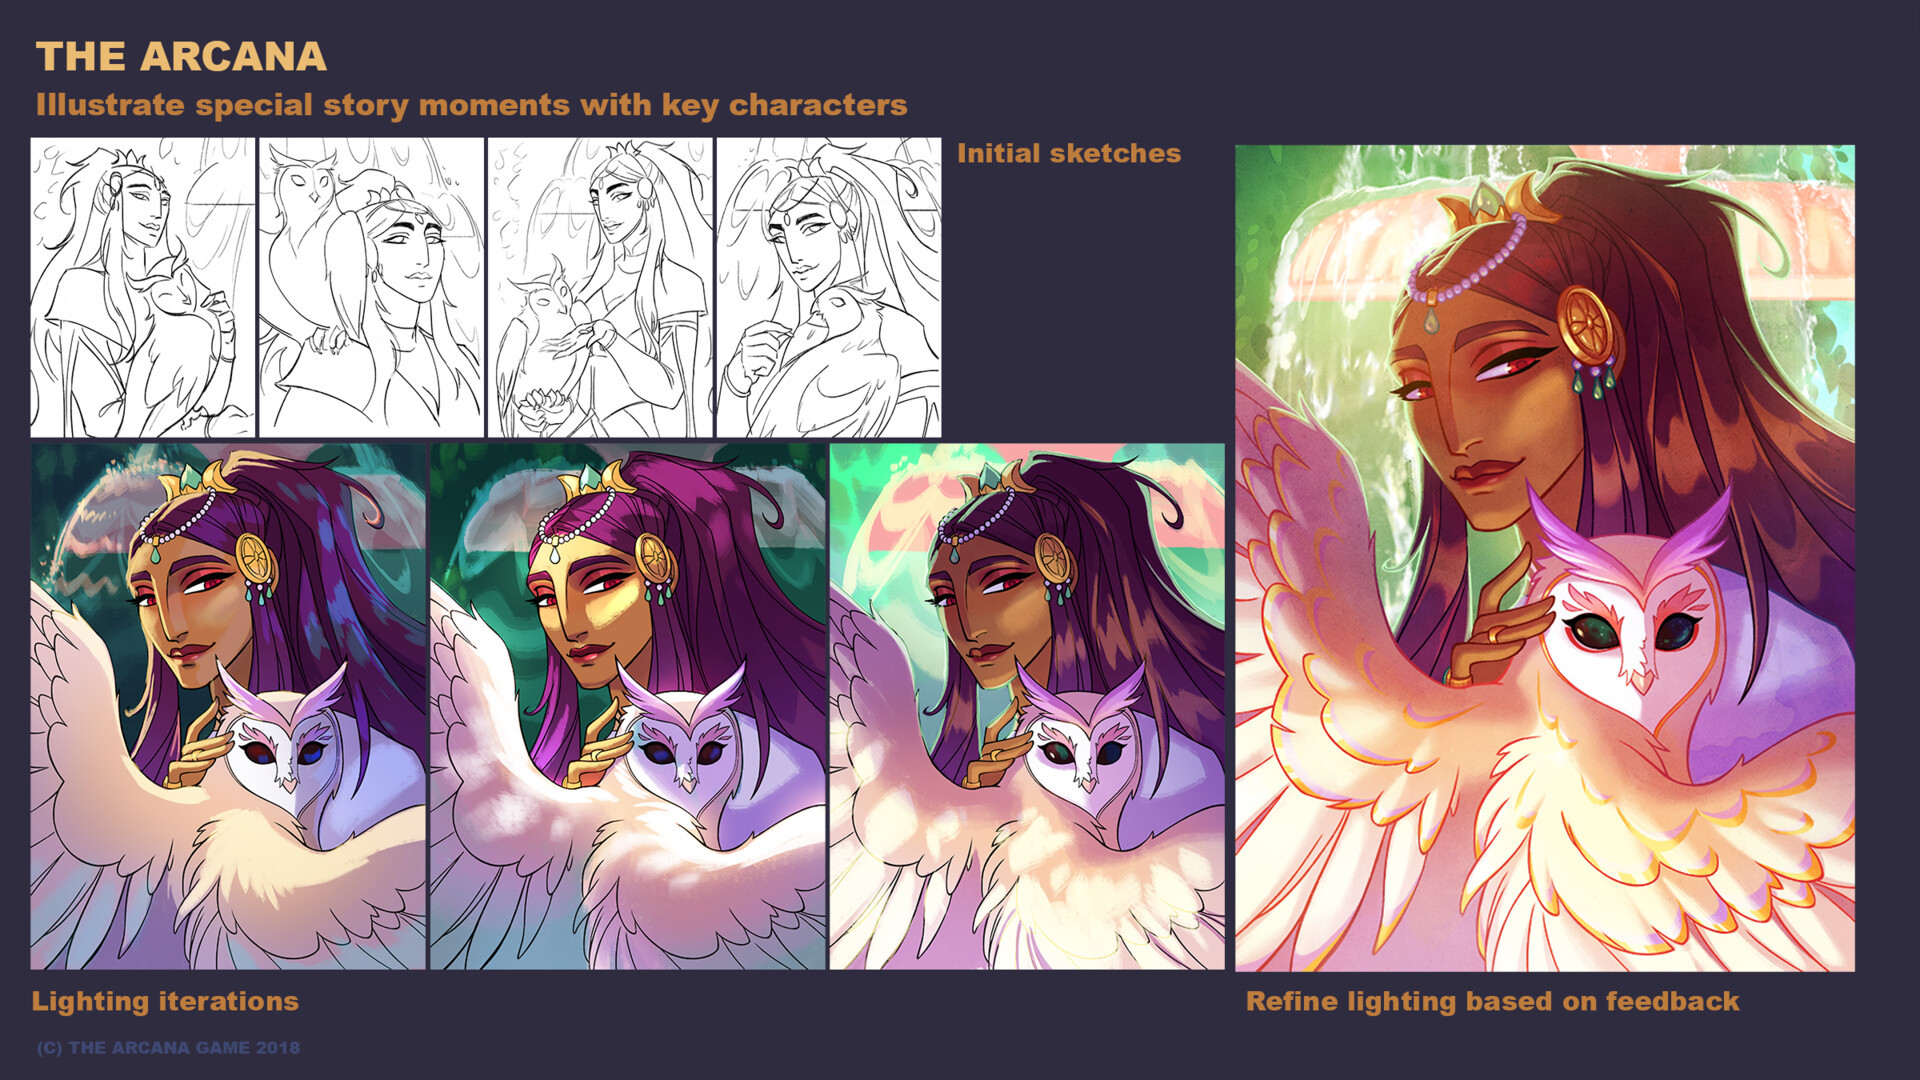 THE ARCANA
Illustrate special story moments with key characters
Initial sketches
Lighting iterations
Refine lighting based on feedback
(C) THE ARCANA GAME 2018